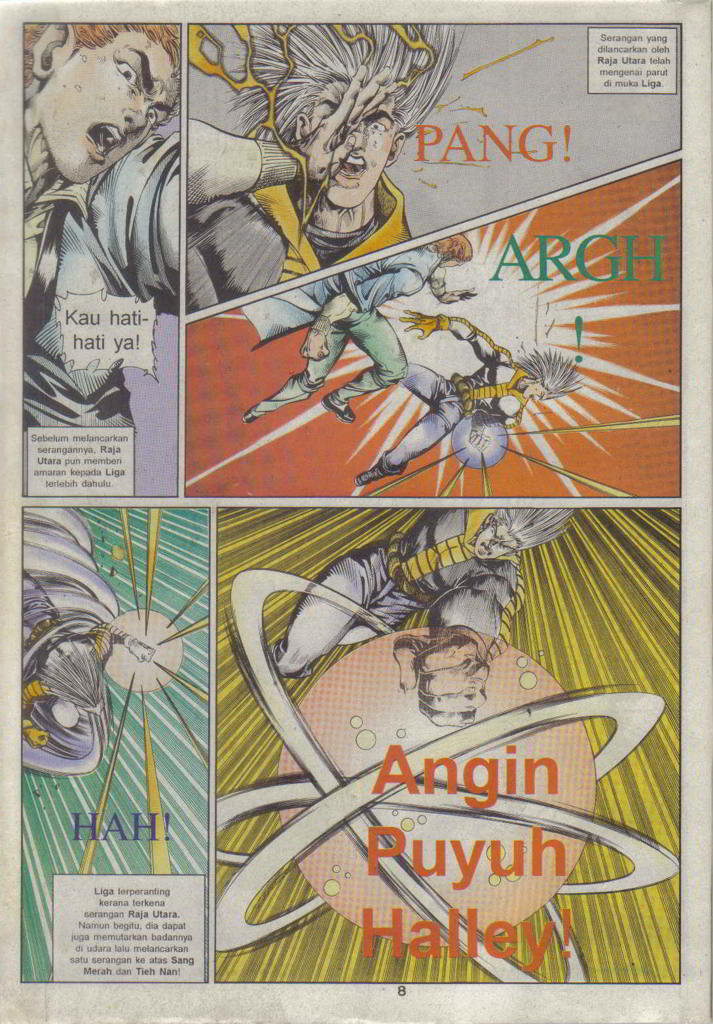 Kau hati-
hati ya!
Sebelum melancarkan
serangannya, Raja
Utara pun memberi
amaran kepada Liga
terlebih dahulu.
Serangan yang
dilancarkan oleh
Raja Utara telah
mengenai parut
di muka Liga.
PANG!
ARGH
!
HAH!
Liga terperanting
kerana terkena
serangan Raja Utara.
Namun begitu, dia dapat
juga memutarkan badannya
di udara lalu melancarkan
satu serangan ke atas Sang
Merah dan Tieh Nan!
Angin
Puyuh
Halley!
8